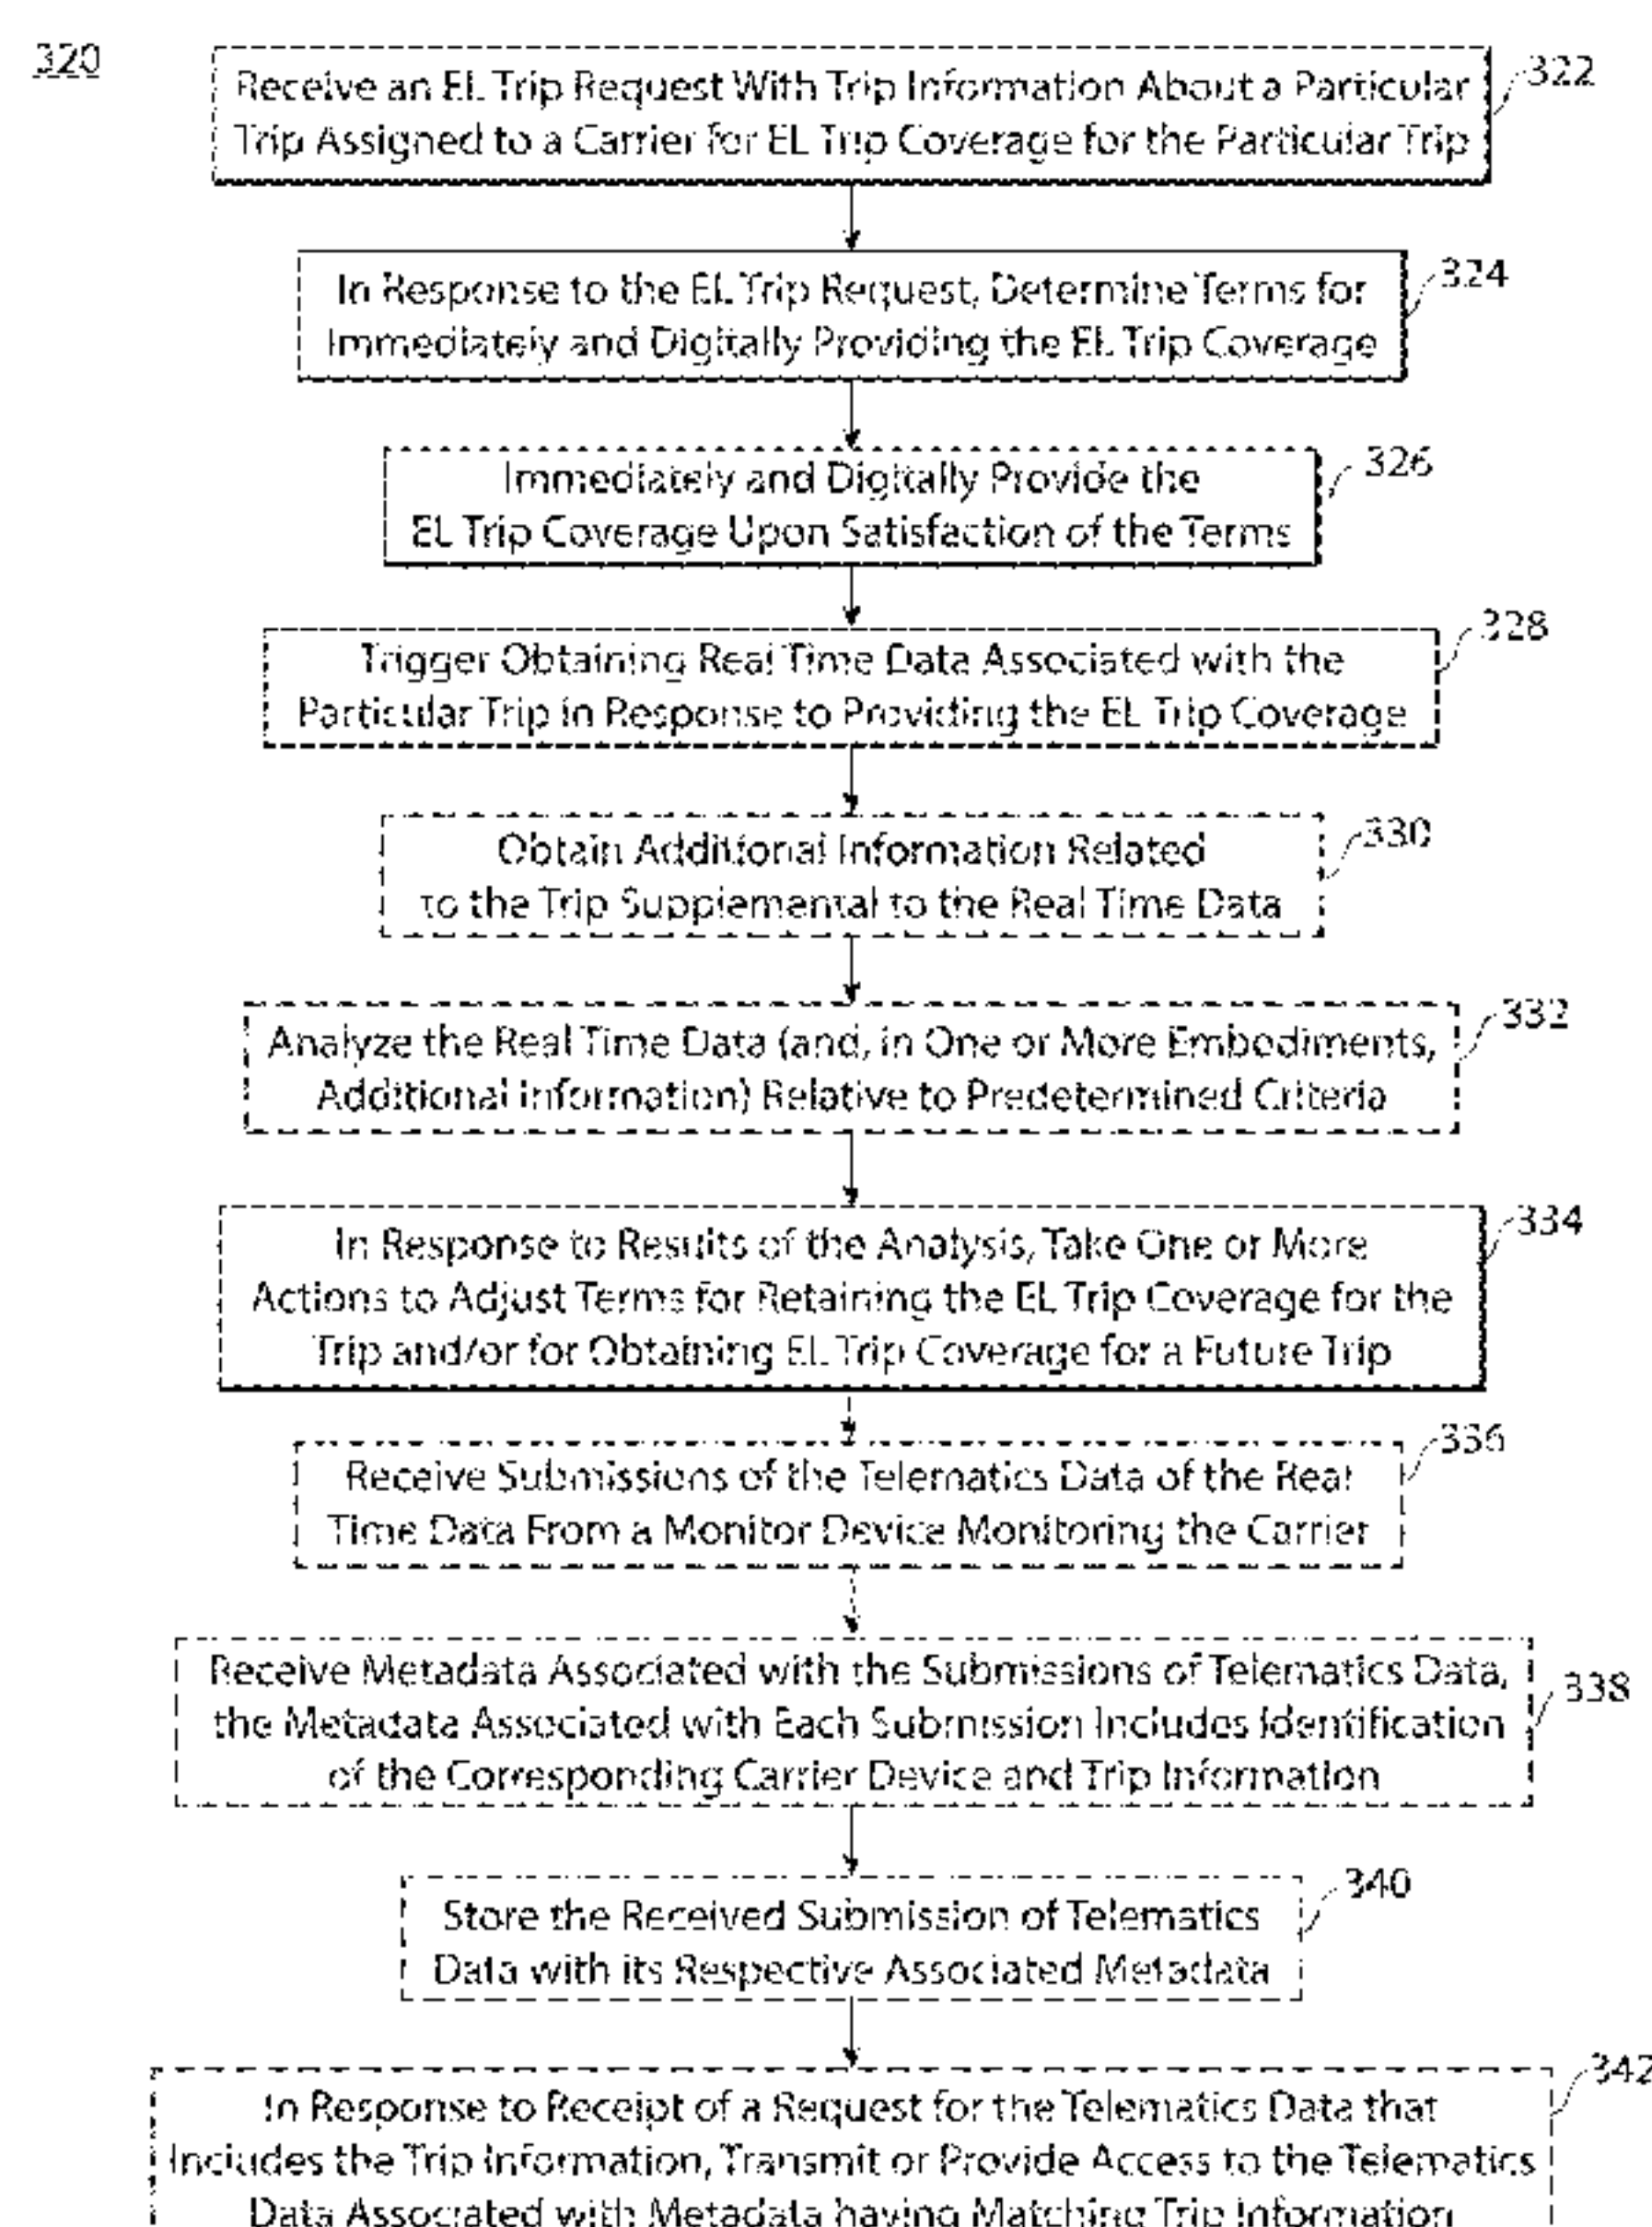 320
Receive an EL Trip Request With Trip Information About a Particular
Trip Assigned to a Carrier for EL Trip Coverage for the Particular Trip
322
In Response to the EL Trip Request, Determine Terms for
Immediately and Digitally Providing the EL Trip Coverage
324
Immediately and Digitally Provide the
EL Trip Coverage Upon Satisfaction of the Terms
326
Trigger Obtaining Real Time Data Associated with the
Particular Trip in Response to Providing the EL Trip Coverage
328
Obtain Additional Information Related
to the Trip Supplemental to the Real Time Data
330
Analyze the Real Time Data (and, in One or More Embodiments,
Additional information) Relative to Predetermined Criteria
332
In Response to Results of the Analysis, Take One or More
Actions to Adjust Terms for Retaining the EL Trip Coverage for the
Trip and/or for Obtaining EL Trip Coverage for a Future Trip
334
Receive Submissions of the Telematics Data of the Real
Time Data From a Monitor Device Monitoring the Carrier
336
Receive Metadata Associated with the Submissions of Telematics Data,
the Metadata Associated with Each Submission Includes Identification
of the Corresponding Carrier Device and Trip Information
338
Store the Received Submission of Telematics
Data with its Respective Associated Metadata
340
In Response to Receipt of a Request for the Telematics Data that
Includes the Trip Information, Transmit or Provide Access to the Telematics
Data Associated with Metadata having Matching Trip Information
342